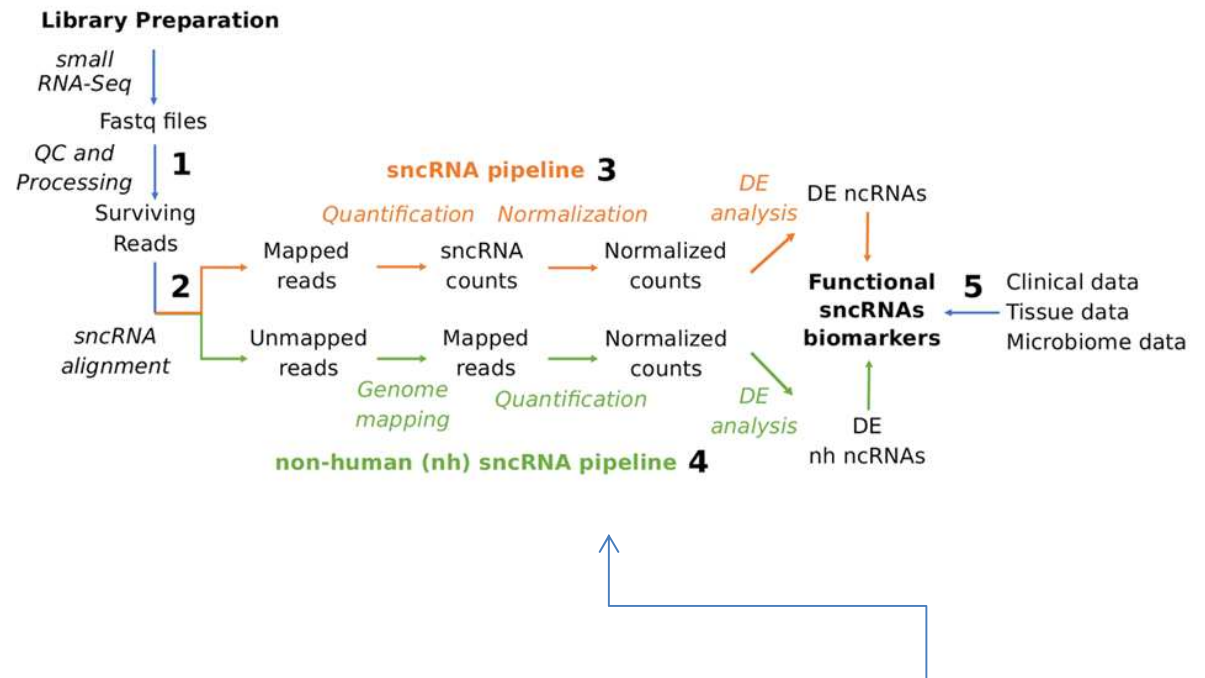 Library Preparation
small
RNA-Seq
Fastq files
QC and
Processing
1
Surviving
Reads
2
sncRNA
alignment
sncRNA pipeline 3
Quantification
Normalization
DE
analysis
Mapped
reads
sncRNA
counts
Normalized
counts
DE ncRNAs
Unmapped
reads
Mapped
reads
Normalized
counts
Genome
mapping
Quantification
DE
analysis
non-human (nh) sncRNA pipeline 4
Functional
sncRNAs
biomarkers
5
Clinical data
Tissue data
Microbiome data
DE
nh ncRNAs